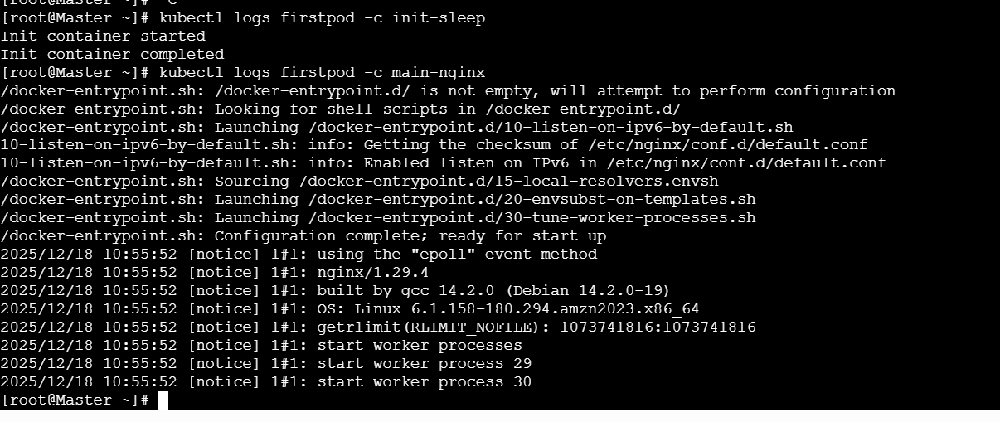 [root@Master ~]# ^C
[root@Master ~]# kubectl logs firstpod -c init-sleep
Init container started
Init container completed
[root@Master ~]# kubectl logs firstpod -c main-nginx
/docker-entrypoint.sh: /docker-entrypoint.d/ is not empty, will attempt to perform configuration
/docker-entrypoint.sh: Looking for shell scripts in /docker-entrypoint.d/
/docker-entrypoint.sh: Launching /docker-entrypoint.d/10-listen-on-ipv6-by-default.sh
10-listen-on-ipv6-by-default.sh: info: Getting the checksum of /etc/nginx/conf.d/default.conf
10-listen-on-ipv6-by-default.sh: info: Enabled listen on IPv6 in /etc/nginx/conf.d/default.conf
/docker-entrypoint.sh: Sourcing /docker-entrypoint.d/15-local-resolvers.envsh
/docker-entrypoint.sh: Launching /docker-entrypoint.d/20-envsubst-on-templates.sh
/docker-entrypoint.sh: Launching /docker-entrypoint.d/30-tune-worker-processes.sh
/docker-entrypoint.sh: Configuration complete; ready for start up
2025/12/18 10:55:52 [notice] 1#1: using the "epoll" event method
2025/12/18 10:55:52 [notice] 1#1: nginx/1.29.4
2025/12/18 10:55:52 [notice] 1#1: built by gcc 14.2.0 (Debian 14.2.0-19)
2025/12/18 10:55:52 [notice] 1#1: OS: Linux 6.1.158-180.294.amzn2023.x86_64
2025/12/18 10:55:52 [notice] 1#1: getrlimit(RLIMIT_NOFILE): 1073741816:1073741816
2025/12/18 10:55:52 [notice] 1#1: start worker processes
2025/12/18 10:55:52 [notice] 1#1: start worker process 29
2025/12/18 10:55:52 [notice] 1#1: start worker process 30
[root@Master ~]#